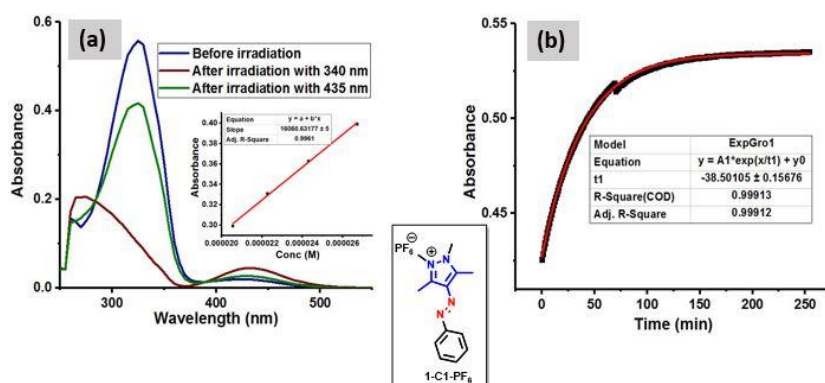 (a)
Before irradiation
After irradiation with 340 nm
After irradiation with 435 nm
Absorbance
0.6
0.4
0.2
0.0
300
350
400
450
500
Wavelength (nm)
Equation y = a + b*x
Slope 16060.63177 ± 5
Adj. R-Square 0.9961
Absorbance
0.40
0.38
0.36
0.34
0.32
0.30
0.000020
0.000022
0.000024
0.000026
Conc (M)
PF6 ⊖
N
⊕
N
N
N
1-C1-PF6
(b)
Absorbance
0.55
0.50
0.45
0
50
100
150
200
250
Time (min)
Model ExpGro1
Equation y = A1*exp(x/t1) + y0
t1 -38.50105 ± 0.15676
R-Square(COD) 0.99913
Adj. R-Square 0.99912